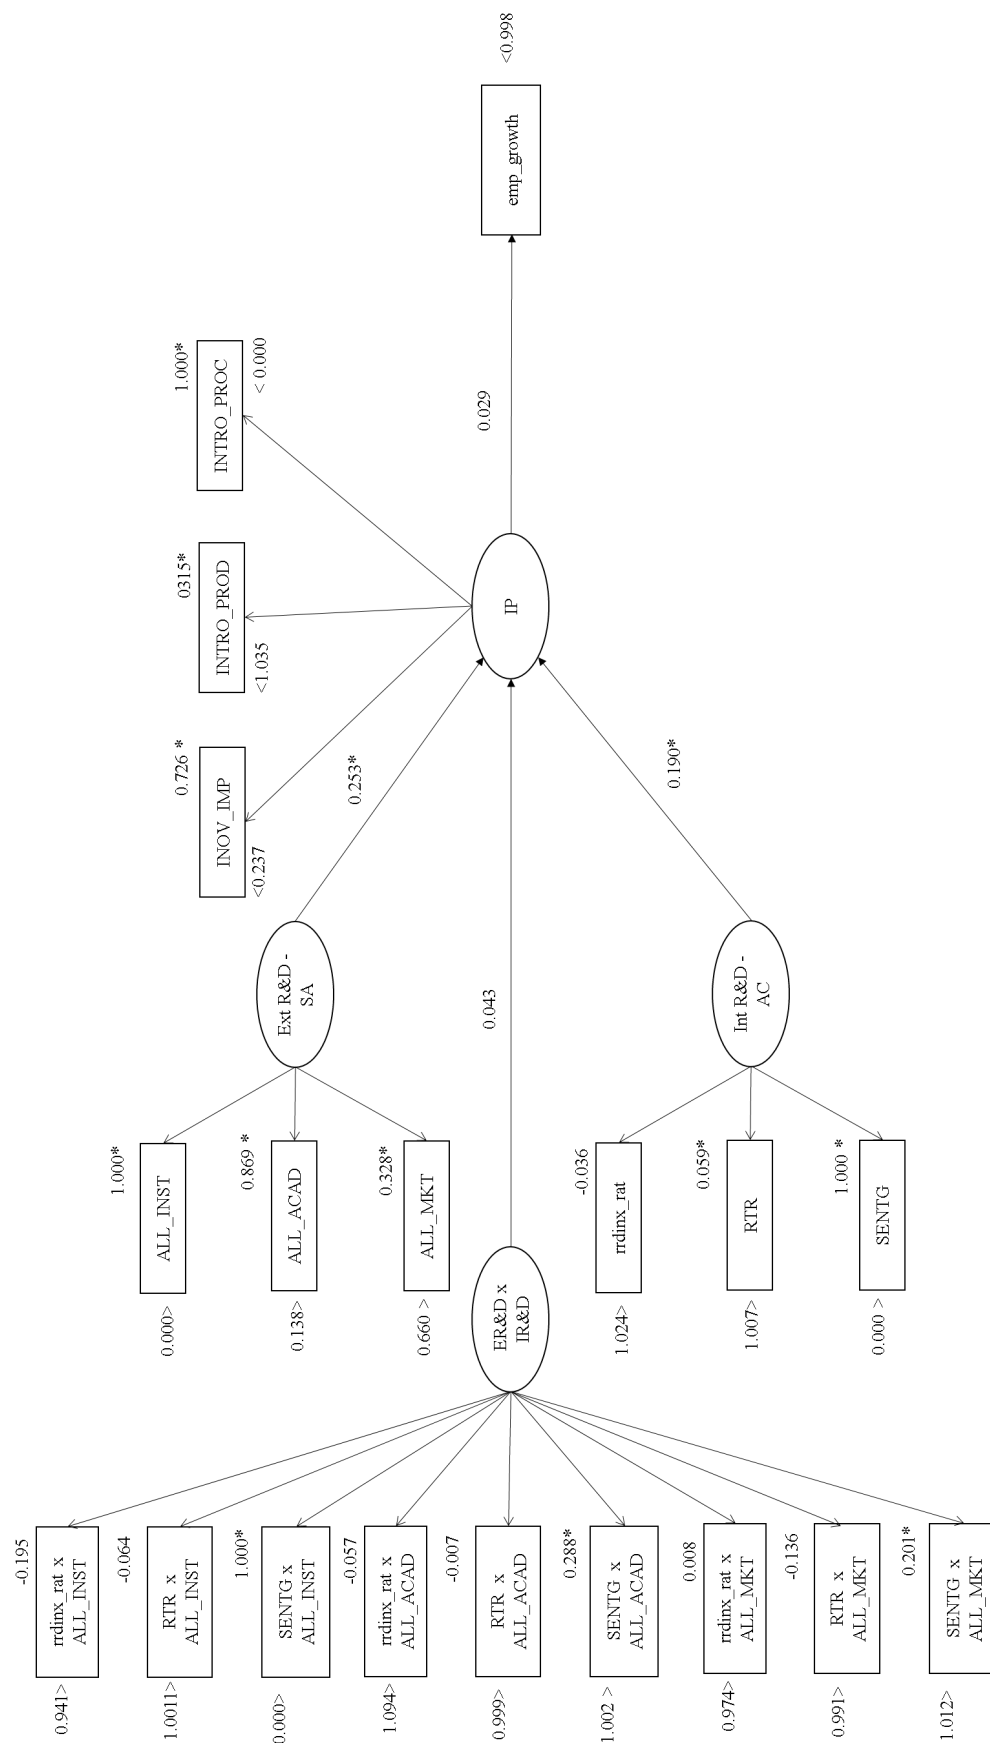 -0.195
rrdinx_rat x
ALL_INST
0.941>
-0.064
RTR x
ALL_INST
1.0011>
1.000*
SENTG x
ALL_INST
0.000>
-0.057
rrdinx_rat x
ALL_ACAD
1.094>
-0.007
RTR x
ALL_ACAD
0.999>
0.288*
SENTG x
ALL_ACAD
1.002 >
0.008
rrdinx_rat x
ALL_MKT
0.974>
-0.136
RTR x
ALL_MKT
0.991>
0.201*
SENTG x
ALL_MKT
1.012>
ER&D x
IR&D
1.000*
ALL_INST
0.000>
0.869 *
ALL_ACAD
0.138>
0.328*
ALL_MKT
0.660 >
-0.036
rrdinx_rat
1.024>
0.059*
RTR
1.007>
1.000 *
SENTG
0.000 >
Ext R&D -
SA
Int R&D -
AC
0.253*
0.043
0.190*
0.726 *
INOV_IMP
<0.237
0315*
INTRO_PROD
<1.035
1.000*
INTRO_PROC
< 0.000
IP
0.029
emp_growth
<0.998